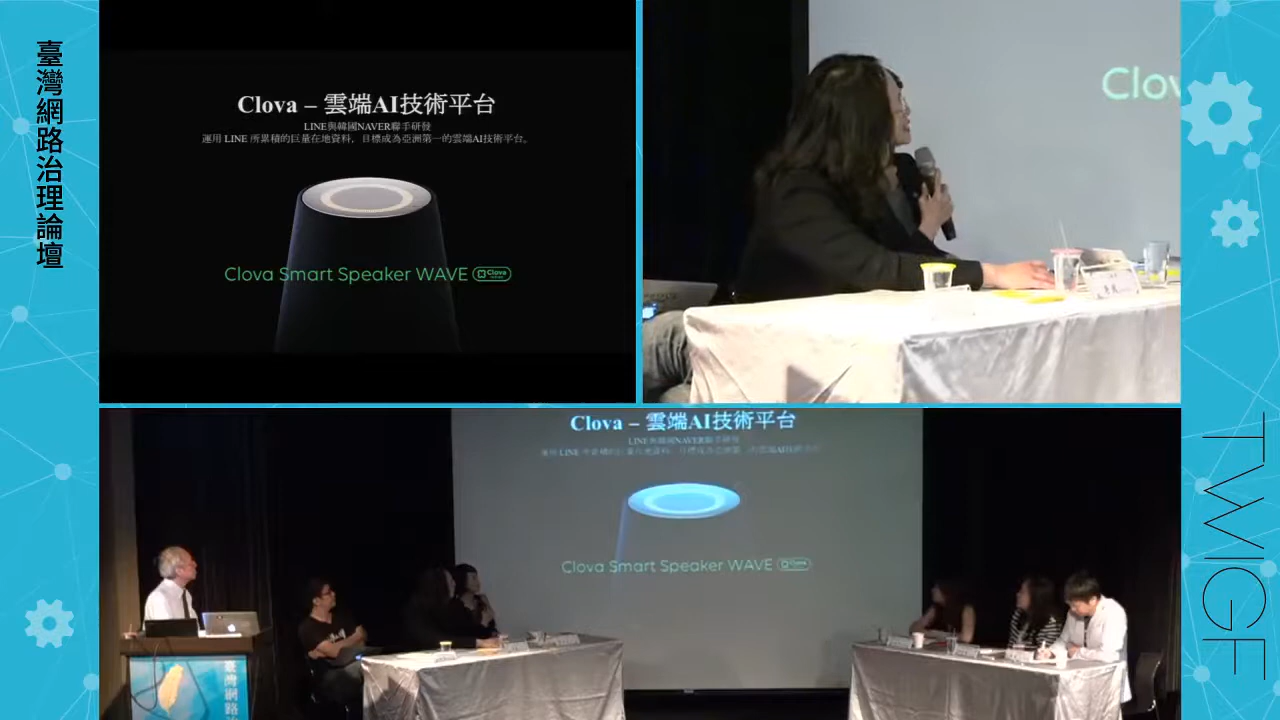 臺灣網路治理論壇
Clova – 雲端AI技術平台
LINE與韓國NAVER聯手研發
運用 LINE 所累積的巨量在地資料，目標成為亞洲第一的雲端AI技術平台。
Clova Smart Speaker WAVE Clova
Clov
Clova – 雲端AI技術平台
LINE與韓國NAVER聯手研發
Clova Smart Speaker WAVE Clova
臺灣網路
TWIGF